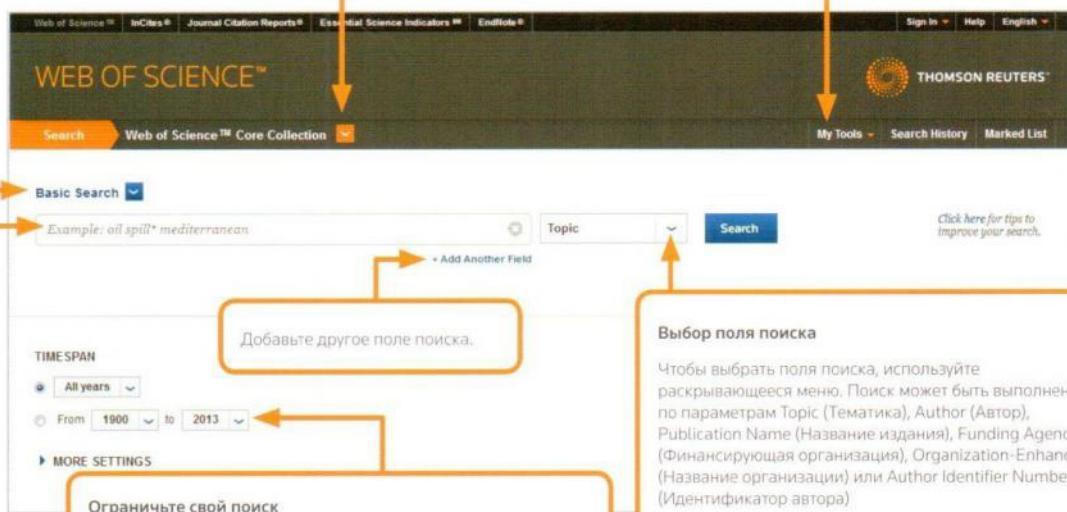 Web of Science™ InCites® Journal Citation Reports® Essential Science Indicators℠ EndNote® Sign In Help English
WEB OF SCIENCE™
THOMSON REUTERS™
Search Web of Science™ Core Collection My Tools Search History Marked List
Basic Search
Example: oil spill* mediterranean Topic Search
Click here for tips to
improve your search.
+ Add Another Field
Добавьте другое поле поиска.
Выбор поля поиска
Чтобы выбрать поля поиска, используйте
раскрывающееся меню. Поиск может быть выполнен
по параметрам Topic (Тематика), Author (Автор),
Publication Name (Название издания), Funding Agenc
(Финансирующая организация), Organization-Enhanc
(Название организации) или Author Identifier Numbe
(Идентификатор автора)
TIMESPAN
All years
From 1900 to 2013
MORE SETTINGS
Ограничьте свой поиск